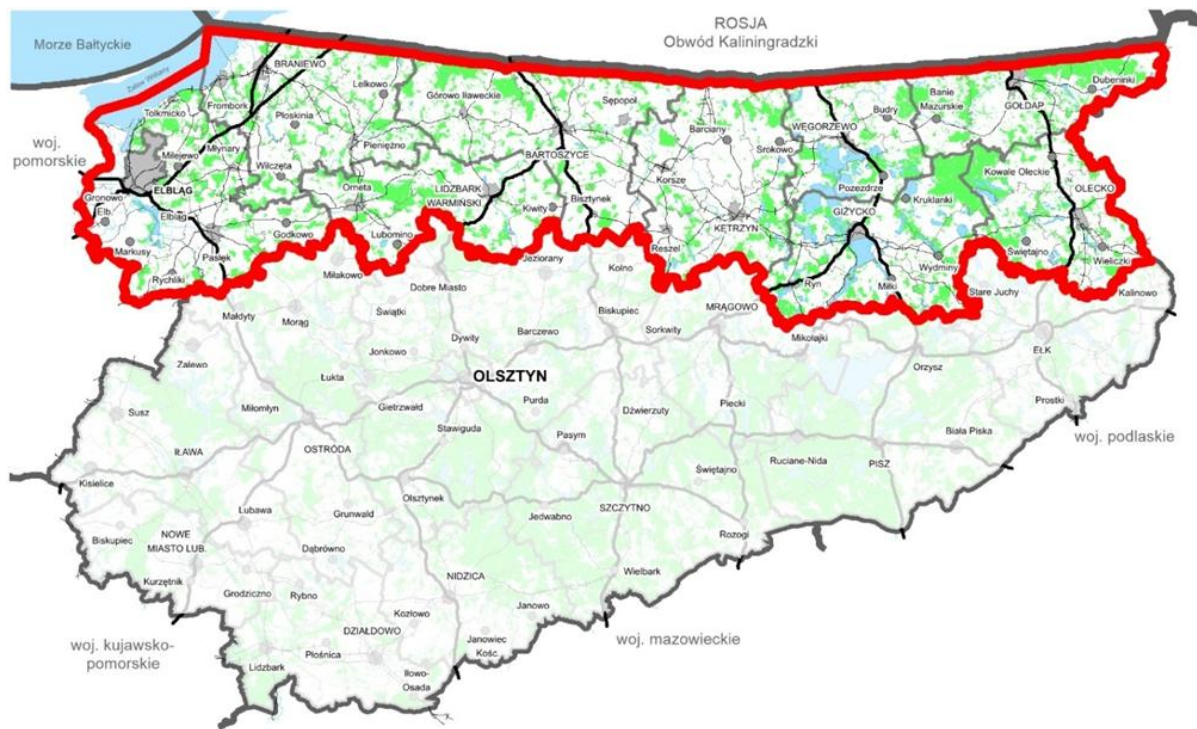 ROSJA
Obwód Kaliningradzki
Morze Bałtyckie
Zalew Wiślany
woj.
pomorskie
BRANIEWO
Lelkowo
Górowo Iławeckie
Sępopol
Dubeninki
Frombork
Tolkmicko
Płoskinia
Banie
Mazurskie
GOŁDAP
Budry
WĘGORZEWO
Barciany
Srokowo
Młynary
Milejewo
Pieniężno
BARTOSZYCE
Wilczęta
Korsze
Kowale Oleckie
ELBLĄG
Orneta
LIDZBARK
WARMIŃSKI
Bisztynek
Kiwity
Pozezdrze
Kruklanki
OLECKO
Gronowo
Elb.
Elbląg
GIŻYCKO
KĘTRZYN
Godkowo
Lubomino
Markusy
Pasłęk
Reszel
Świętajno
Wieliczki
Wydminy
Rychliki
Miłakowo
Jeziorany
Kolno
Ryn
Miłki
Stare Juchy
Kalinowo
Dobre Miasto
Małdyty
Morąg
Świątki
Biskupiec
MRĄGOWO
Barczewo
Sorkwity
Mikołajki
Dywity
Zalewo
Jonkowo
EŁK
Orzysz
Łukta
OLSZTYN
Miłomłyn
Gietrzwałd
Purda
Dźwierzuty
Piecki
Prostki
Susz
Stawiguda
Pasym
Biała Piska
woj. podlaskie
OSTRÓDA
IŁAWA
Świętajno
Ruciane-Nida
PISZ
Kisielice
Olsztynek
SZCZYTNO
Lubawa
Grunwald
Jedwabno
Biskupiec
NOWE
MIASTO LUB.
Rozogi
Dąbrówno
Kurzętnik
NIDZICA
Wielbark
Grodziczno
Rybno
Kozłowo
Janowo
DZIAŁDOWO
Janowiec
Kośc.
woj. mazowieckie
woj. kujawsko-
pomorskie
Płośnica
Lidzbark
Iłowo-
Osada